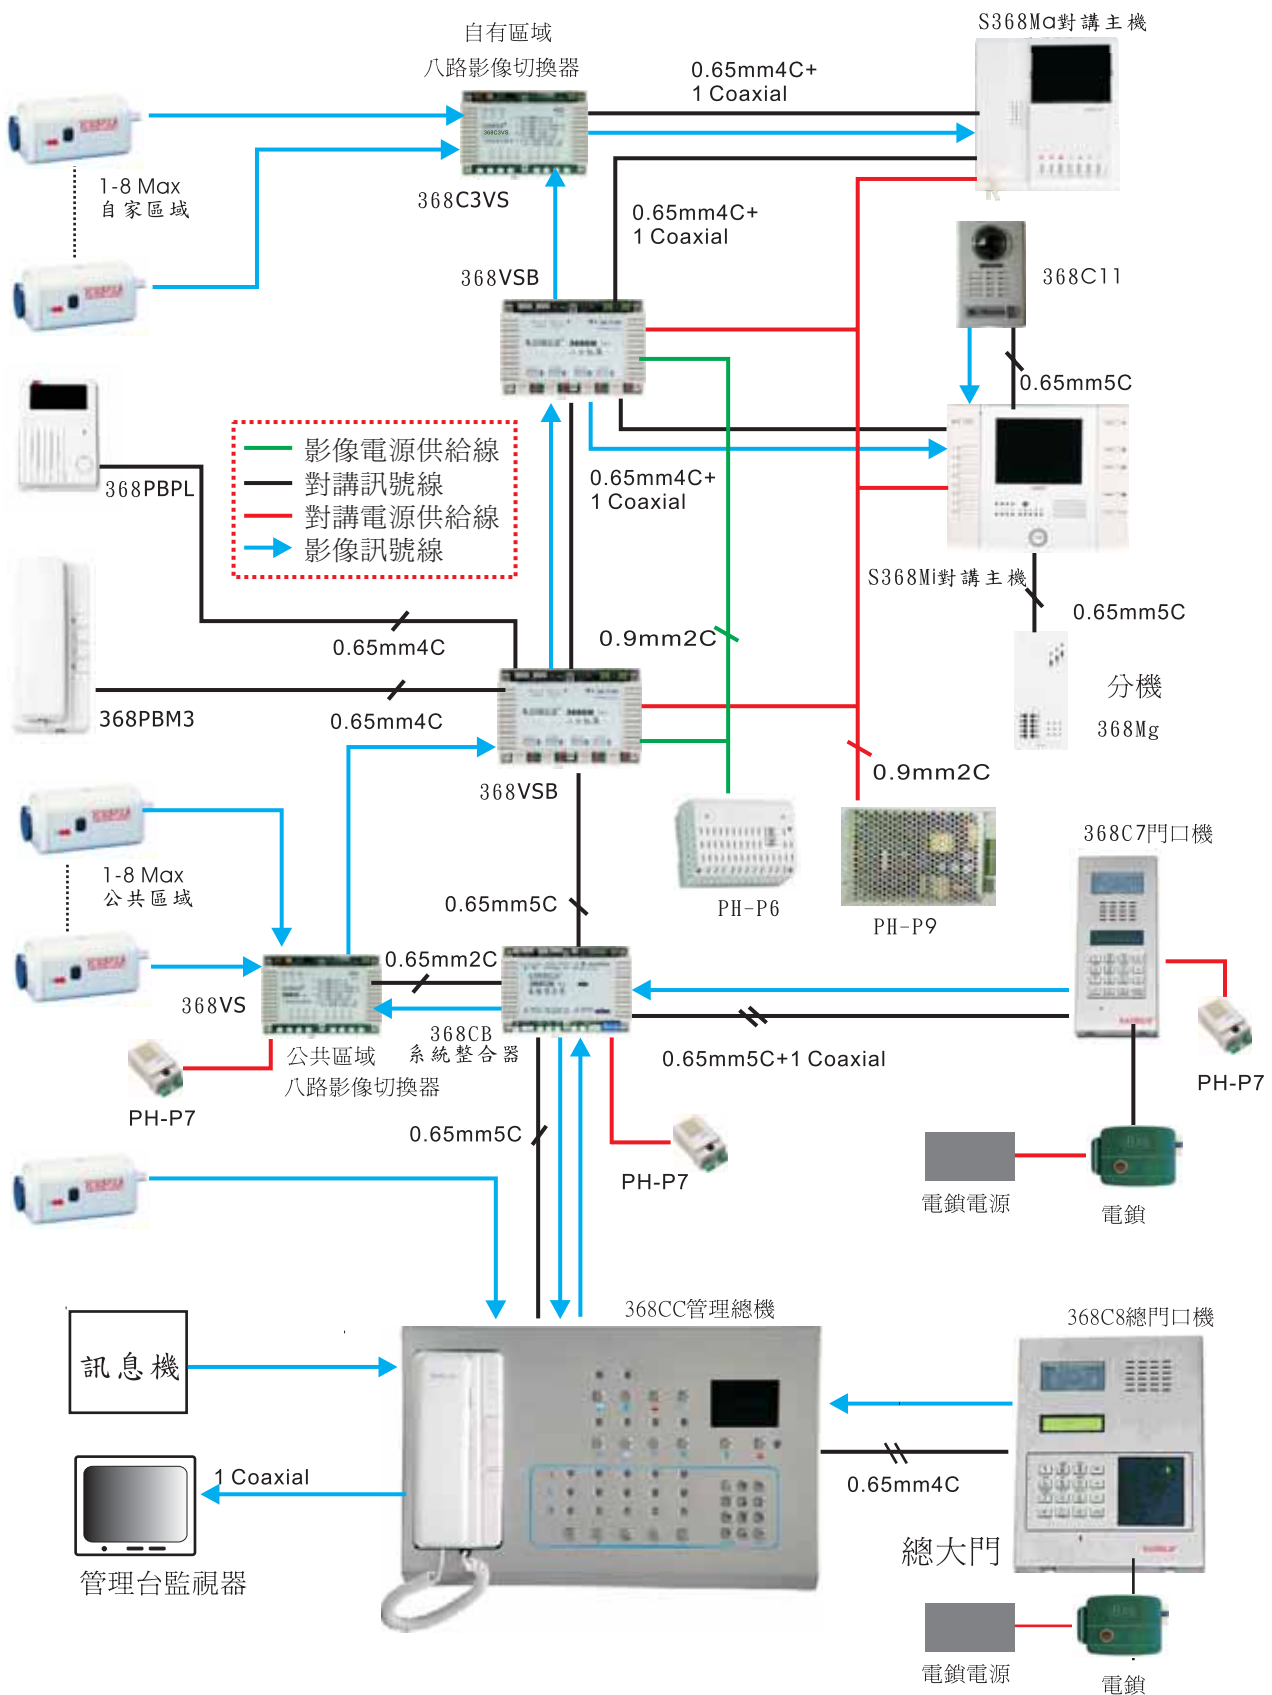 自有區域
八路影像切換器
S368Ma對講主機
0.65mm4C+
1 Coaxial
1-8 Max
自家區域
368C3VS
0.65mm4C+
1 Coaxial
368VSB
368C11
0.65mm5C
368PBPL
影像電源供給線
對講訊號線
對講電源供給線
影像訊號線
0.65mm4C+
1 Coaxial
S368Mi對講主機
0.65mm5C
0.65mm4C
0.9mm2C
分機
368Mg
368PBM3
0.65mm4C
368VSB
0.9mm2C
368C7門口機
1-8 Max
公共區域
0.65mm5C
PH-P6
PH-P9
0.65mm2C
368VS
368CB
系統整合器
公共區域
八路影像切換器
0.65mm5C+1 Coaxial
PH-P7
PH-P7
0.65mm5C
PH-P7
電鎖電源
電鎖
368CC管理總機
368C8總門口機
訊息機
1 Coaxial
0.65mm4C
總大門
管理台監視器
電鎖電源
電鎖